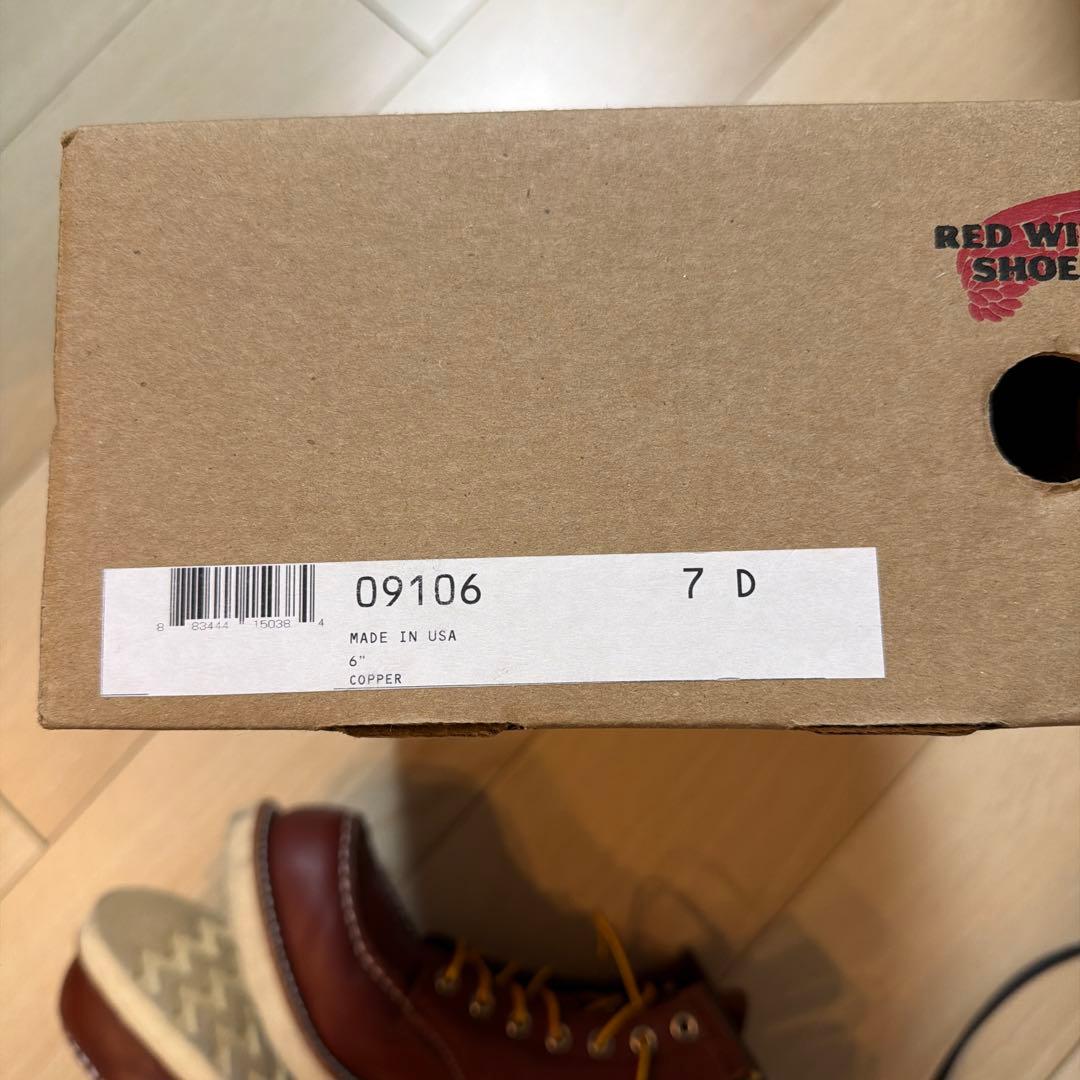 RED WI
SHOE
09106 7 D
8 83444 15038 4
MADE IN USA
6"
COPPER